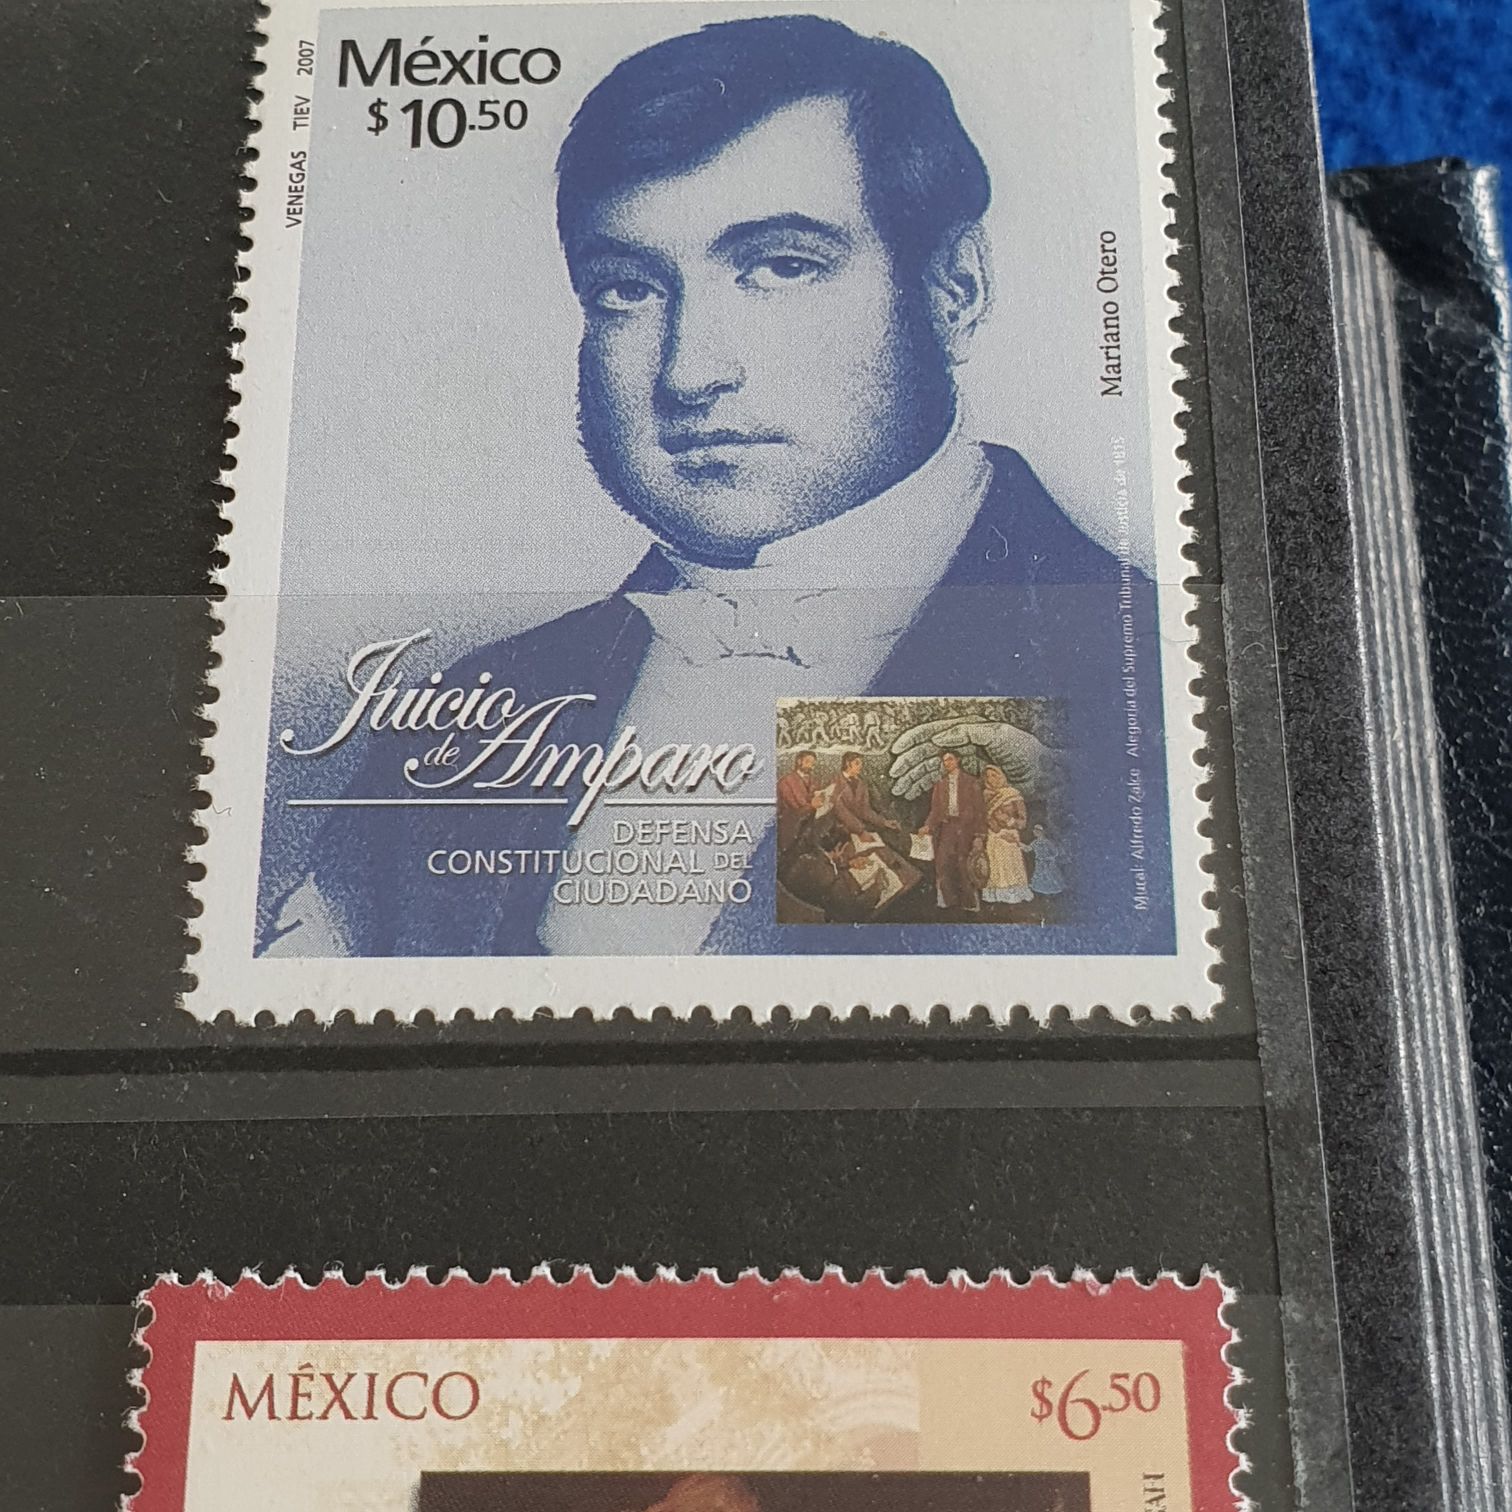 México
$10.50
VENEGAS TIEV 2007
Mariano Otero
Mural Alfredo Zalce Alegoría del Supremo Tribunal de Justicia de 1815
Juicio
de Amparo
DEFENSA
CONSTITUCIONAL DEL
CIUDADANO
MÉXICO
$6.50